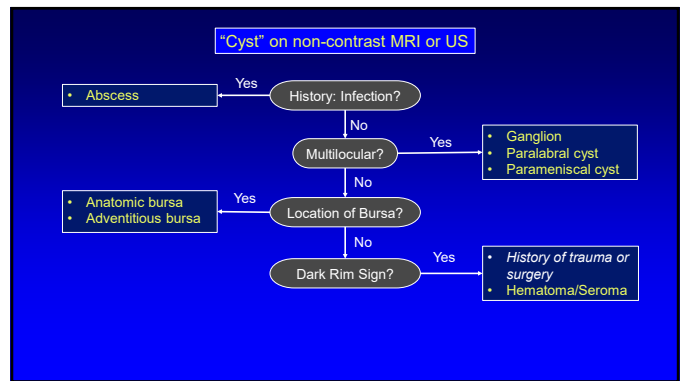 “Cyst” on non-contrast MRI or US
History: Infection?
Yes
• Abscess
No
Multilocular?
Yes
• Ganglion
• Paralabral cyst
• Parameniscal cyst
No
Location of Bursa?
Yes
• Anatomic bursa
• Adventitious bursa
No
Dark Rim Sign?
Yes
• History of trauma or
surgery
• Hematoma/Seroma